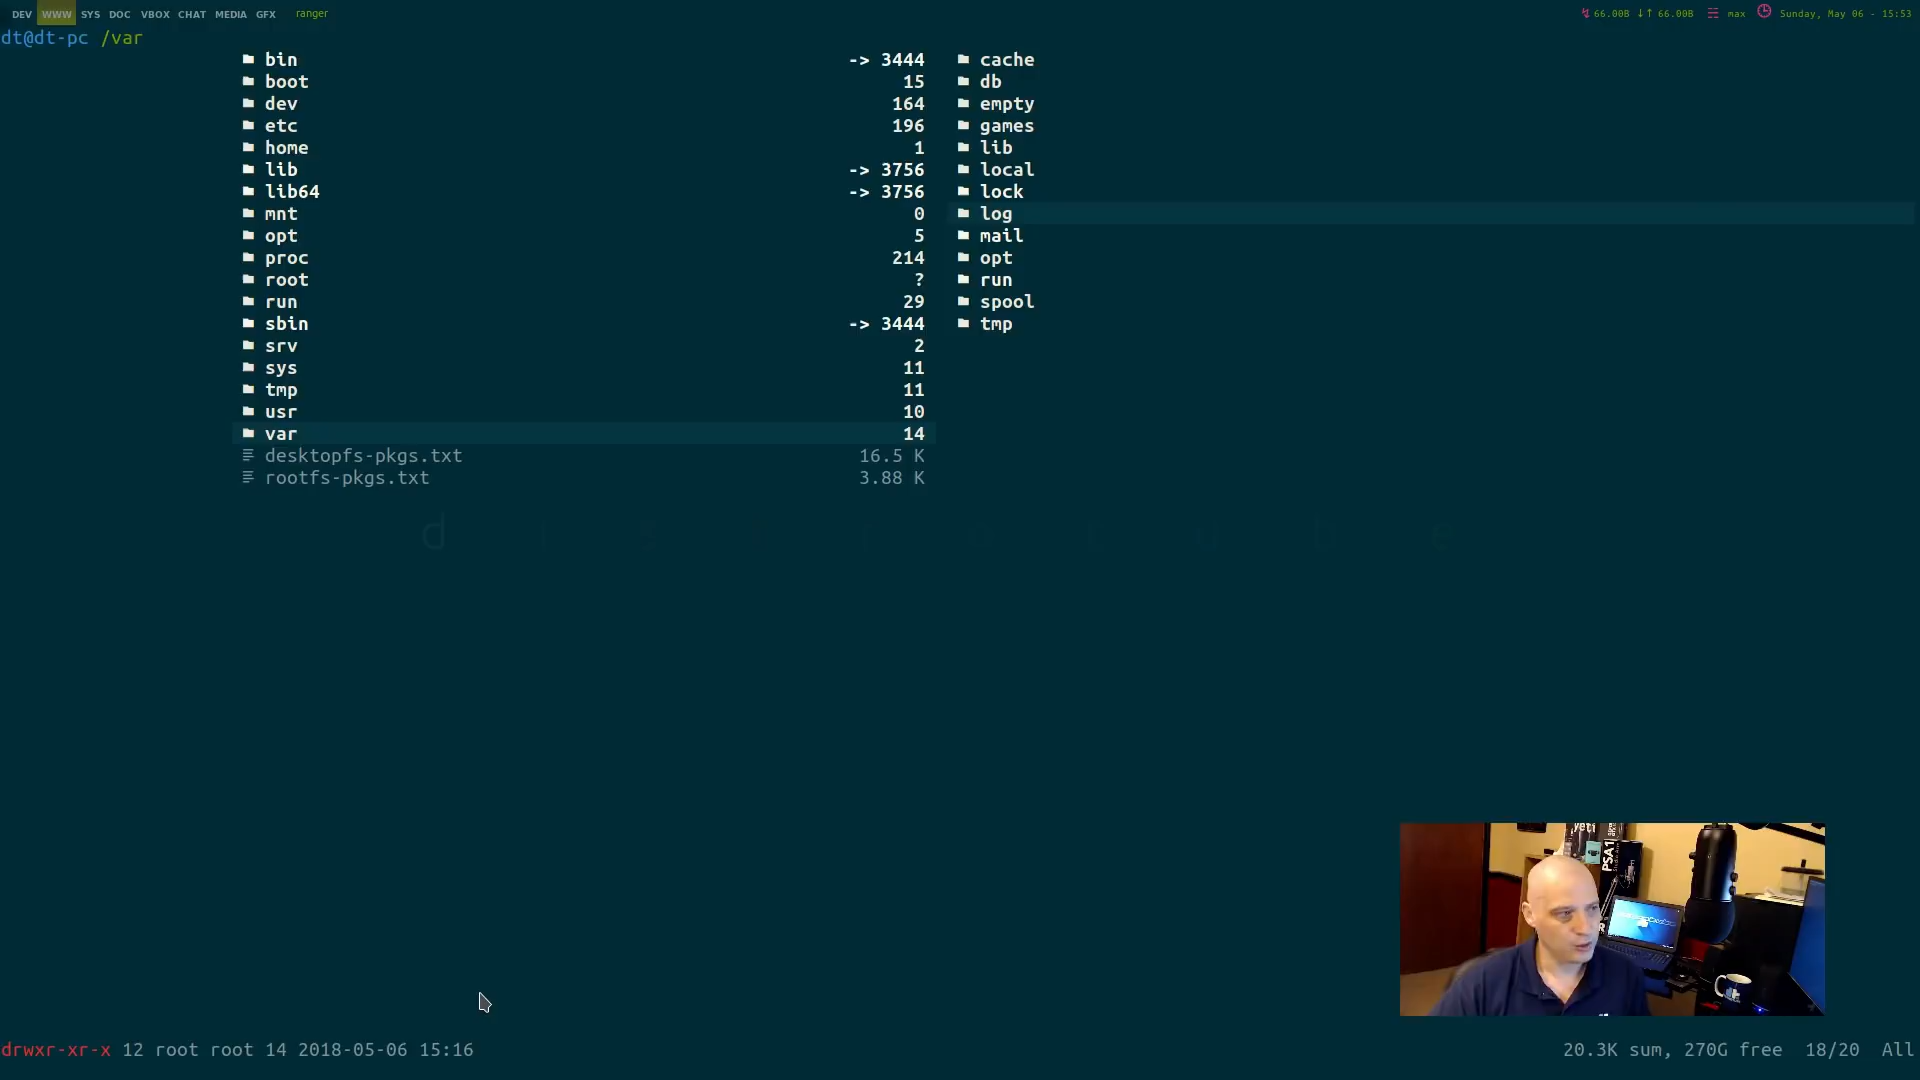 DEV WWW SYS DOC VBOX CHAT MEDIA GFX ranger
66.00B ↓↑ 66.00B max Sunday, May 06 - 15:53
dt@dt-pc /var
bin -> 3444
boot 15
dev 164
etc 196
home 1
lib -> 3756
lib64 -> 3756
mnt 0
opt 5
proc 214
root ?
run 29
sbin -> 3444
srv 2
sys 11
tmp 11
usr 10
var 14
desktopfs-pkgs.txt 16.5 K
rootfs-pkgs.txt 3.88 K
cache
db
empty
games
lib
local
lock
log
mail
opt
run
spool
tmp
d i g t r o c u b e
yeti
PSA1
drwxr-xr-x 12 root root 14 2018-05-06 15:16
20.3K sum, 270G free 18/20 All